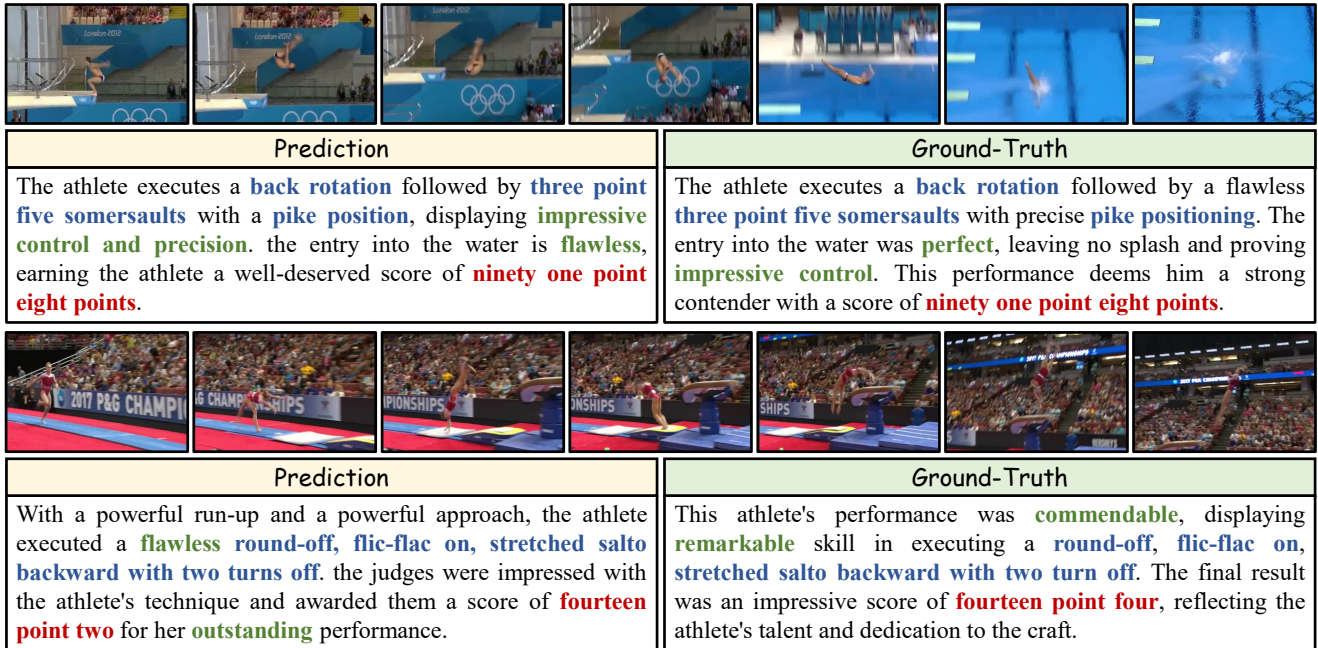 London 2012
London 2012
Prediction
The athlete executes a back rotation followed by three point
five somersaults with a pike position, displaying impressive
control and precision. the entry into the water is flawless,
earning the athlete a well-deserved score of ninety one point
eight points.
Ground-Truth
The athlete executes a back rotation followed by a flawless
three point five somersaults with precise pike positioning. The
entry into the water was perfect, leaving no splash and proving
impressive control. This performance deems him a strong
contender with a score of ninety one point eight points.
2017 P&G CHAMPI
G CHAMP SHIPS
MPIONSHIPS
ONSHIPS
SHIPS
HERSHEY'S
2017 P&G CHAMP
Prediction
With a powerful run-up and a powerful approach, the athlete
executed a flawless round-off, flic-flac on, stretched salto
backward with two turns off. the judges were impressed with
the athlete's technique and awarded them a score of fourteen
point two for her outstanding performance.
Ground-Truth
This athlete's performance was commendable, displaying
remarkable skill in executing a round-off, flic-flac on,
stretched salto backward with two turn off. The final result
was an impressive score of fourteen point four, reflecting the
athlete's talent and dedication to the craft.